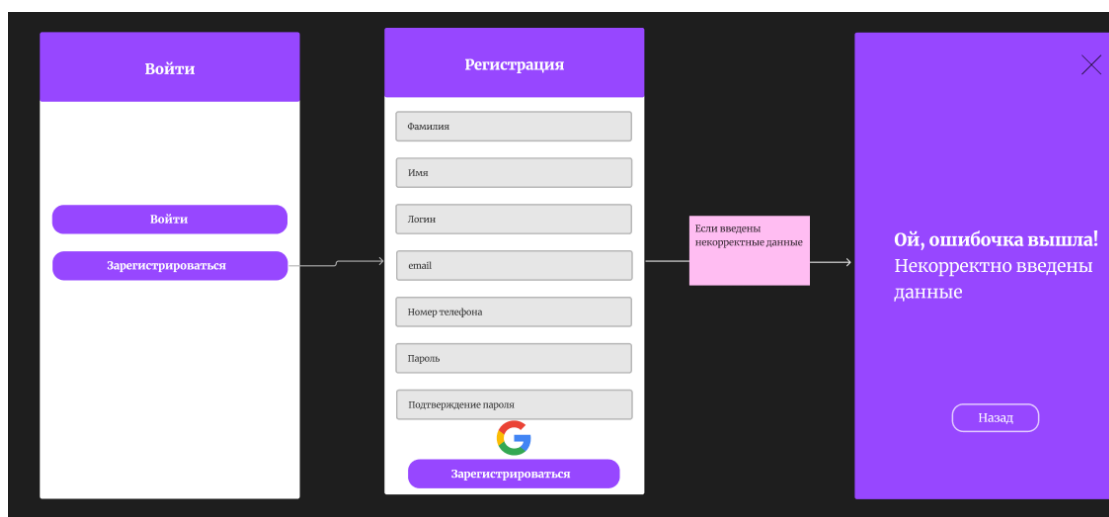 Войти
Войти
Зарегистрироваться
Регистрация
Фамилия
Имя
Логин
email
Номер телефона
Пароль
Подтверждение пароля
Зарегистрироваться
Если введены
некорректные данные
Ой, ошибочка вышла!
Некорректно введены
данные
Назад